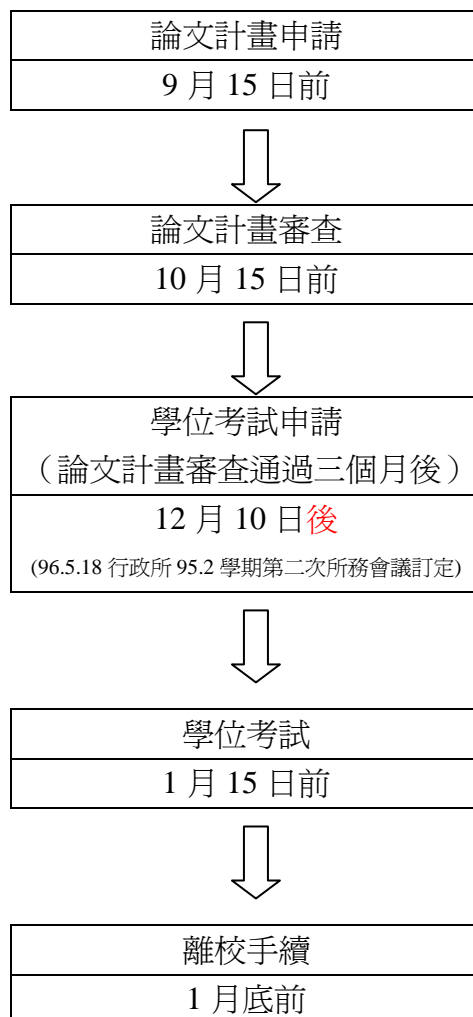 論文計畫申請
9 月 15 日前
論文計畫審查
10 月 15 日前
學位考試申請
（論文計畫審查通過三個月後）
12 月 10 日後
(96.5.18 行政所 95.2 學期第二次所務會議訂定)
學位考試
1 月 15 日前
離校手續
1 月底前